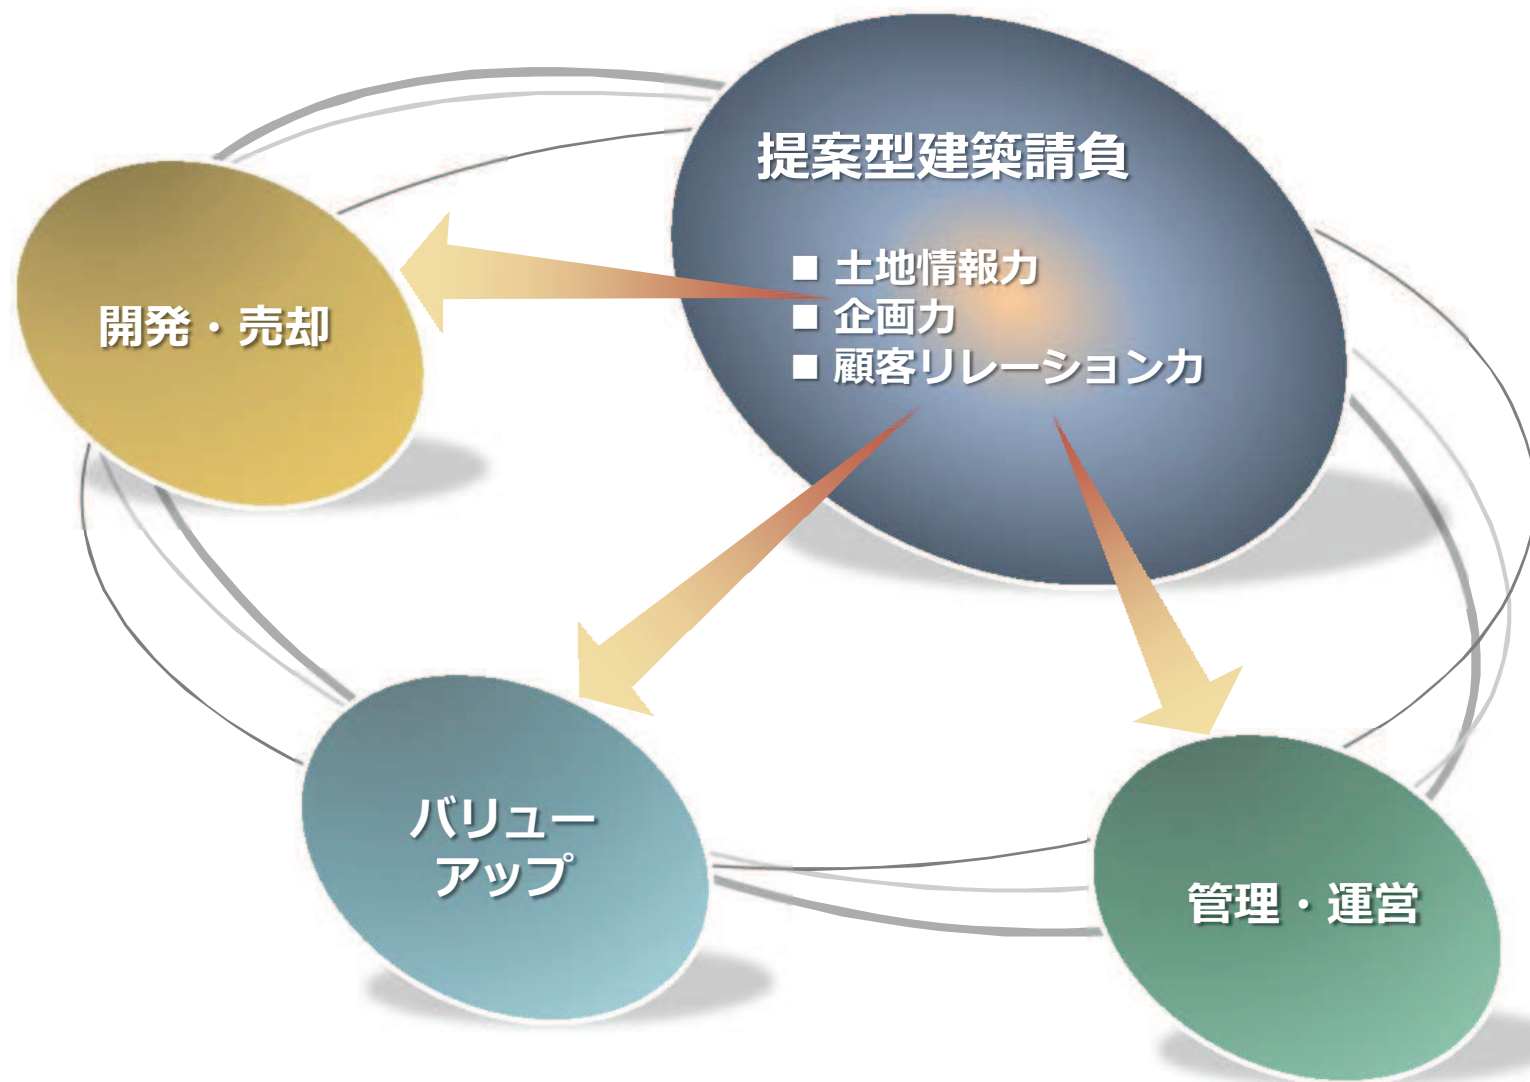 提案型建築請負
■ 土地情報力
■ 企画力
■ 顧客リレーション力
開発・売却
バリュー
アップ
管理・運営